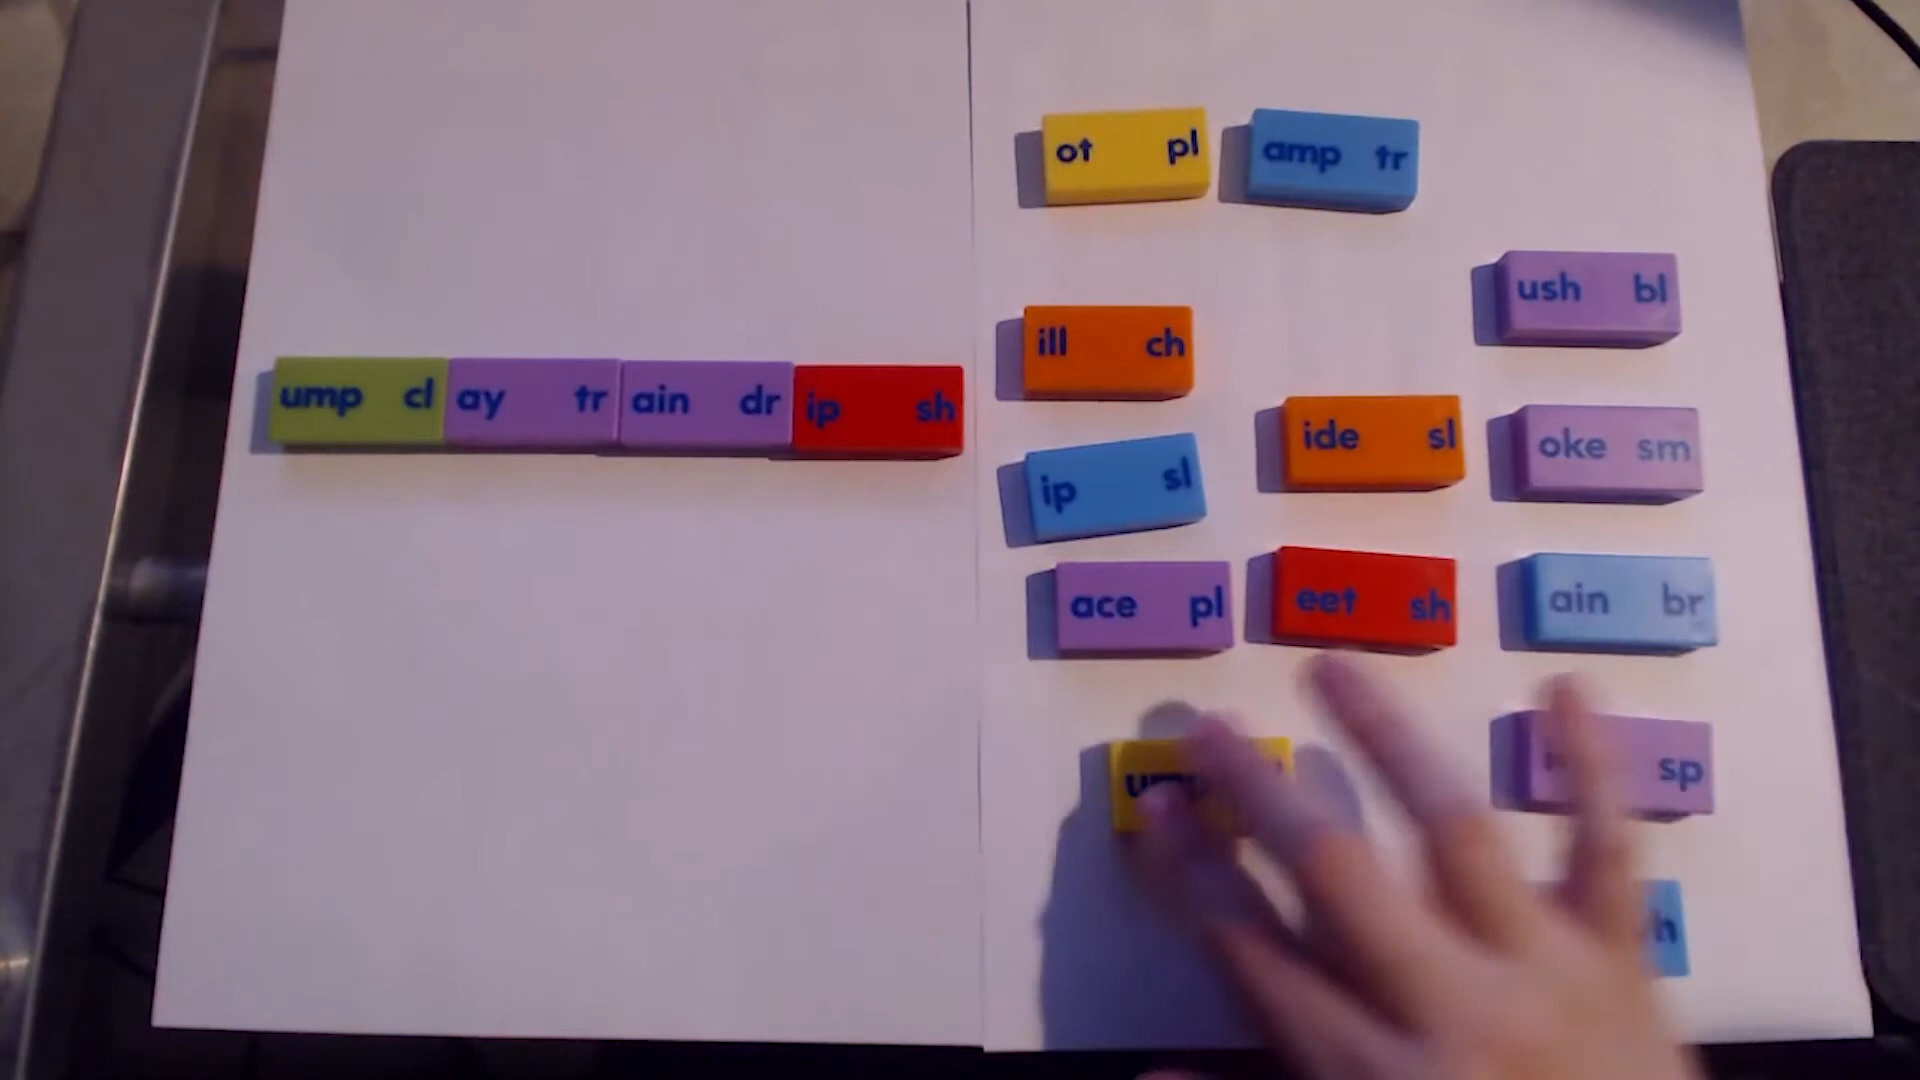 ot pl
amp tr
ush bl
ill ch
ump cl ay tr ain dr ip sh
ide sl
oke sm
ip sl
ace pl
eet sh
ain br
sp